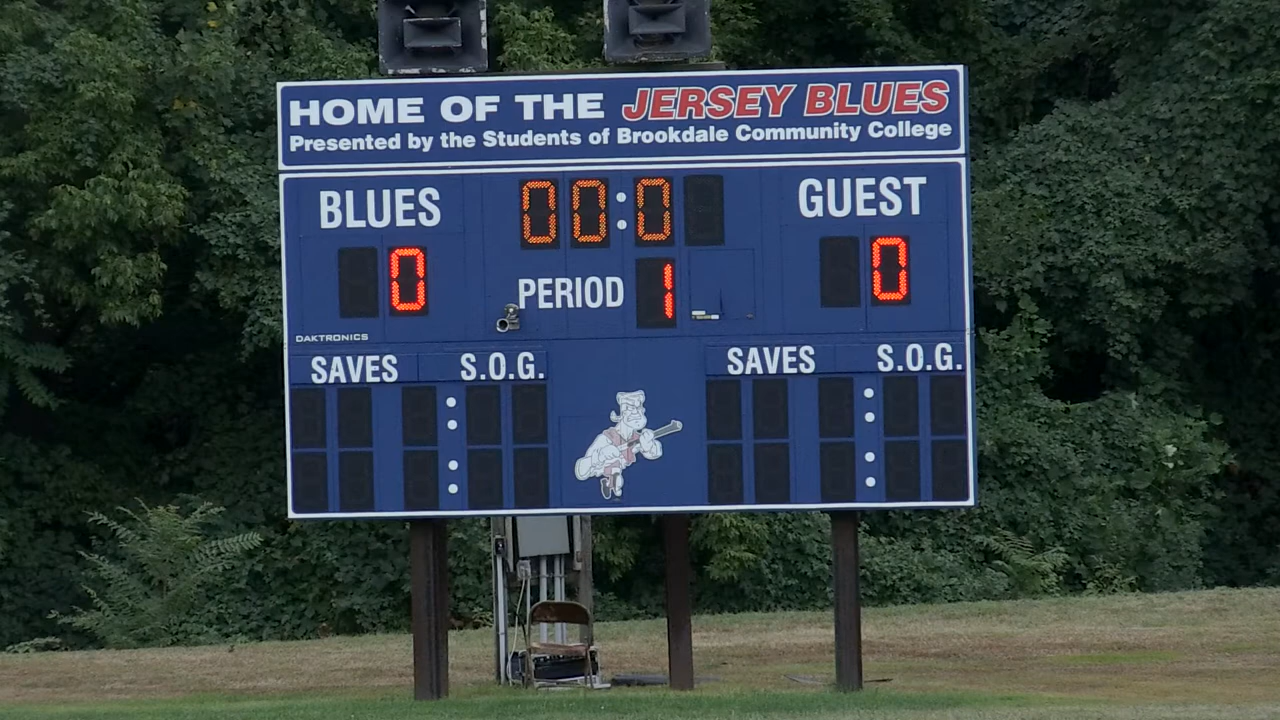 HOME OF THE JERSEY BLUES
Presented by the Students of Brookdale Community College
BLUES 00:0 GUEST
0 PERIOD 1 0
DAKTRONICS
SAVES S.O.G. SAVES S.O.G.